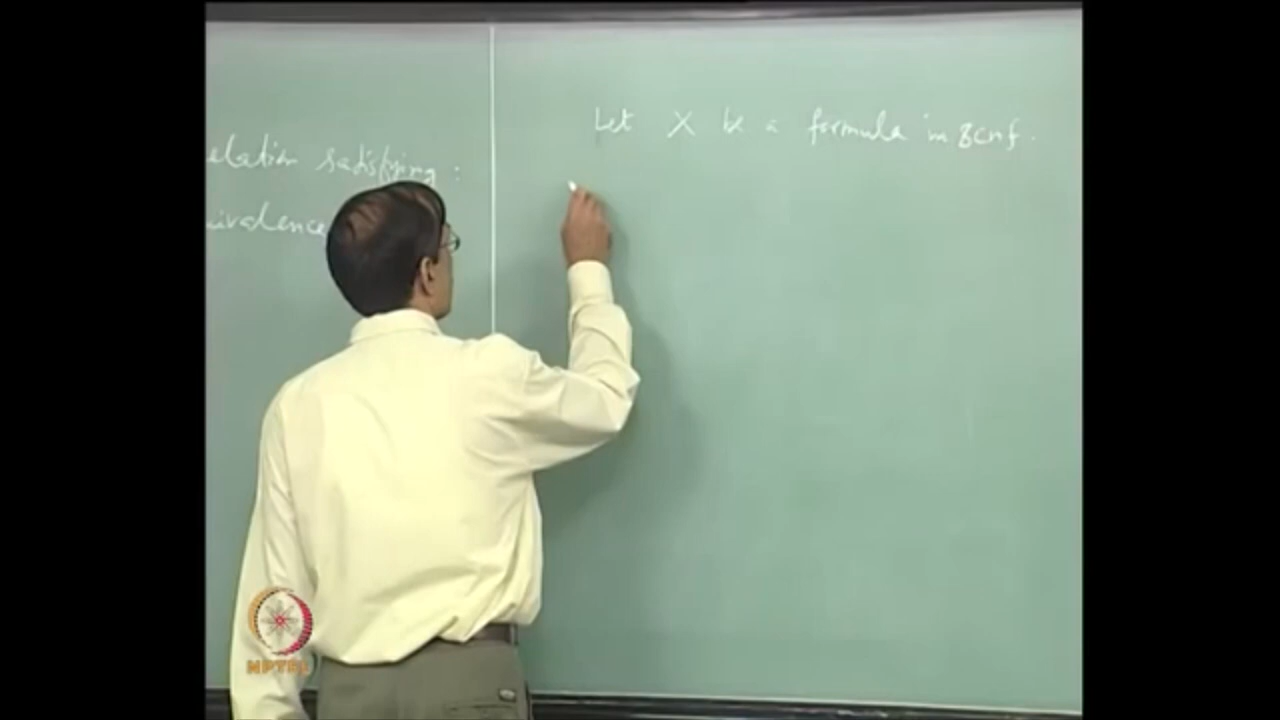 elation satisfying :
uivalence
Let X be a formula in 3cnf.
NPTEL